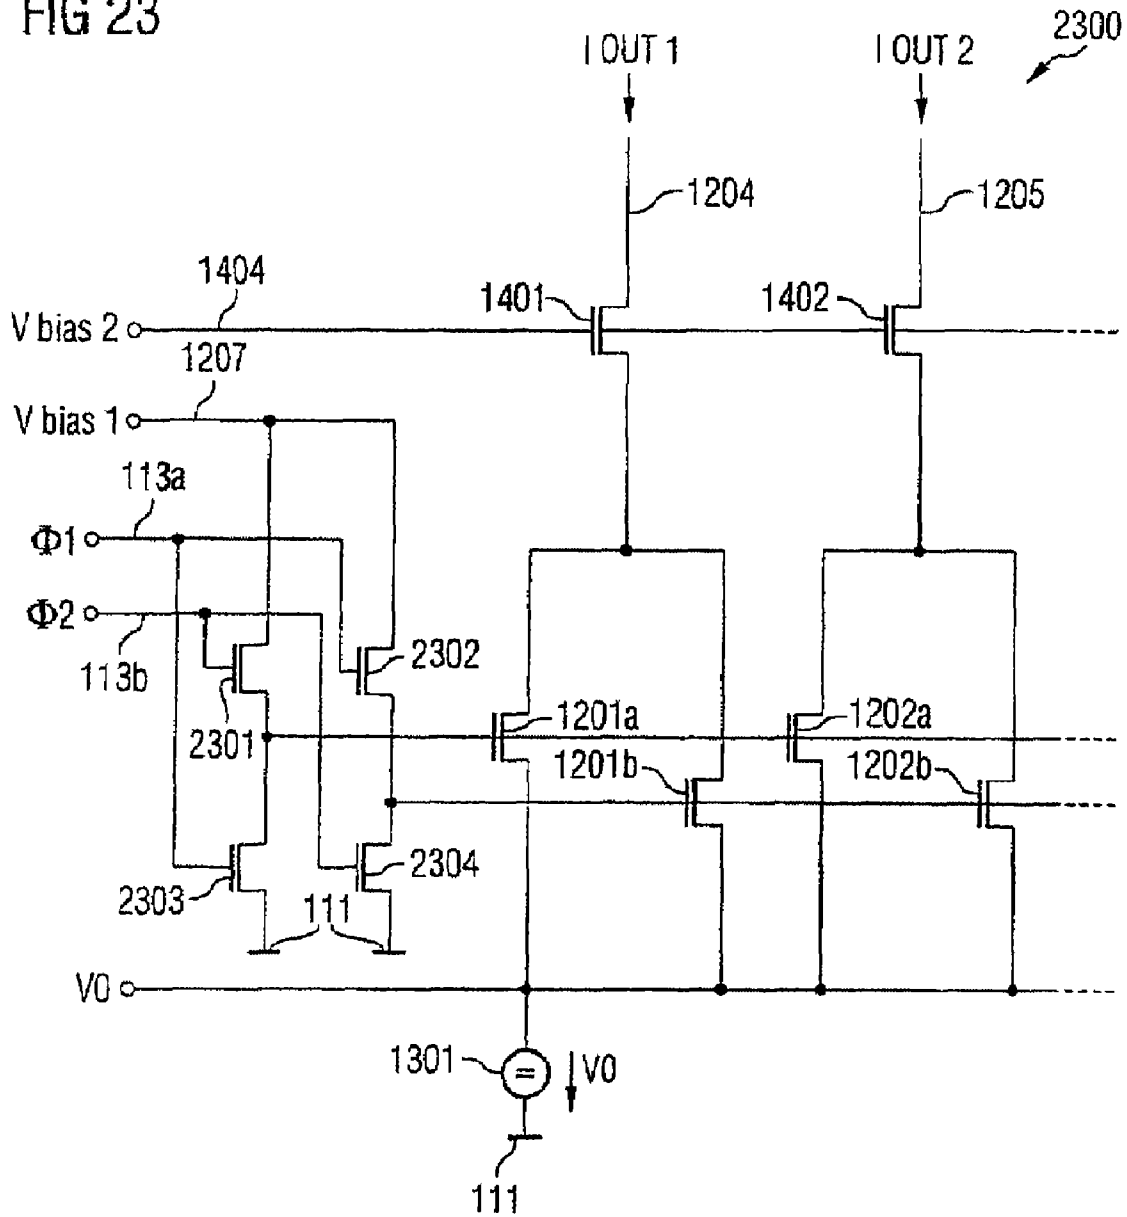 FIG 23
2300
I OUT 1
I OUT 2
1204
1205
1404
1401
1402
V bias 2
1207
V bias 1
113a
Φ1
Φ2
113b
2302
2301
1201a
1202a
1201b
1202b
2303
2304
111
V0
1301
=
V0
111